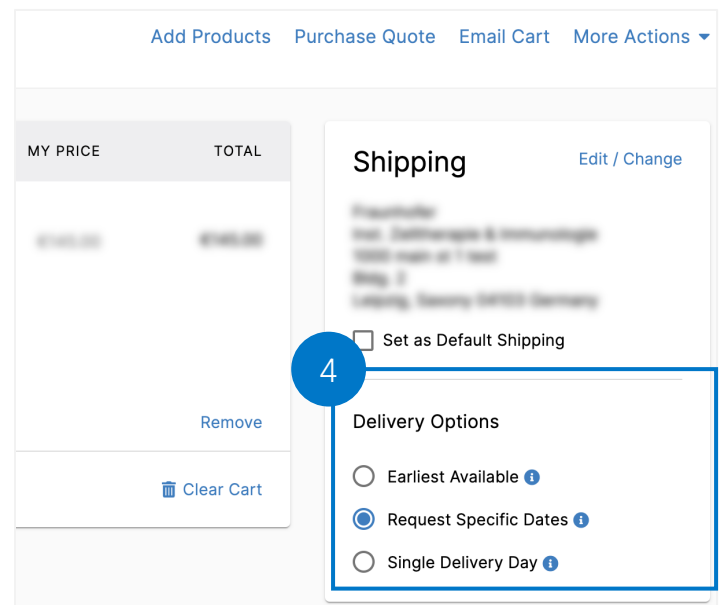 Add Products Purchase Quote Email Cart More Actions
MY PRICE TOTAL
Shipping Edit / Change
Set as Default Shipping
4
Remove
Delivery Options
Earliest Available
Clear Cart
Request Specific Dates
Single Delivery Day